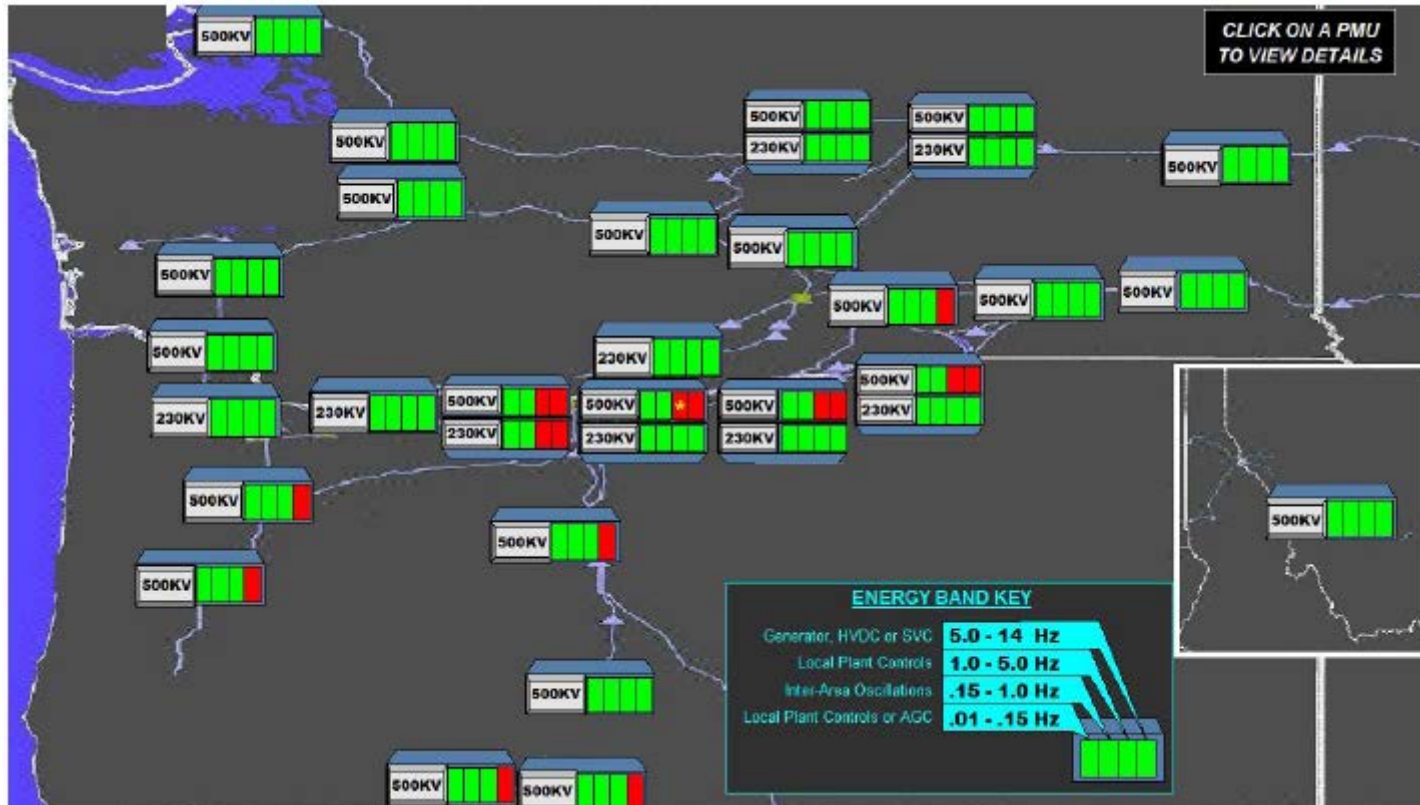 500KV
CLICK ON A PMU
TO VIEW DETAILS
500KV
500KV
230KV
500KV
230KV
500KV
500KV
500KV
500KV
500KV
500KV
500KV
500KV
500KV
500KV
230KV
500KV
230KV
230KV
230KV
500KV
230KV
500KV
230KV
500KV
230KV
500KV
500KV
500KV
500KV
500KV
ENERGY BAND KEY
Generator, HVDC or SVC 5.0 - 14 Hz
Local Plant Controls 1.0 - 5.0 Hz
Inter-Area Oscillations .15 - 1.0 Hz
Local Plant Controls or AGC .01 - .15 Hz
500KV
500KV
500KV